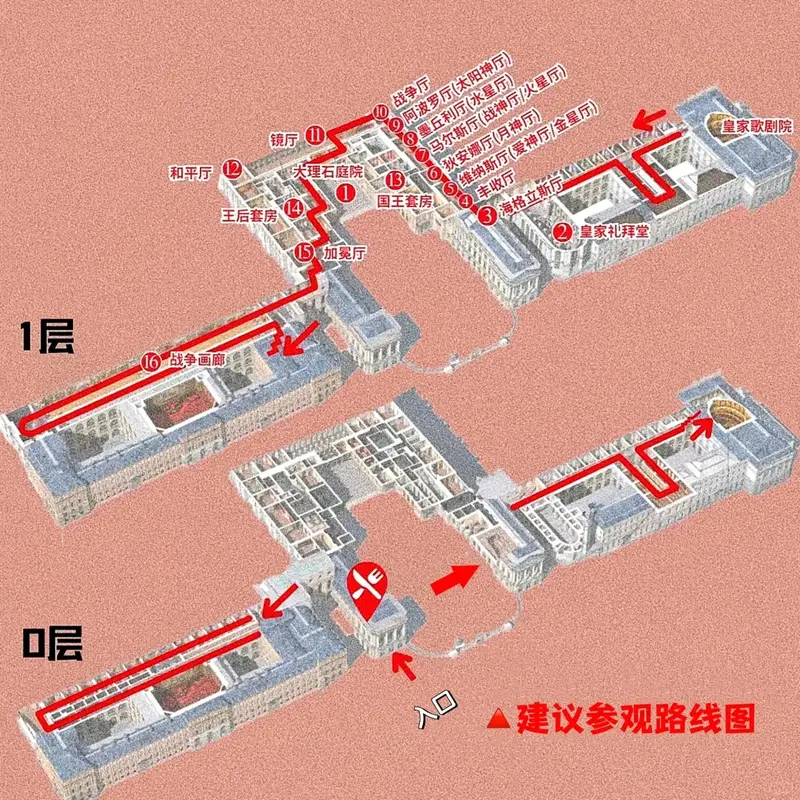 ⑩ 战争厅
⑨ 阿波罗厅(太阳神厅)
⑧ 墨丘利厅(水星厅)
⑦ 马尔斯厅(战神厅/火星厅)
⑥ 狄安娜厅(月神厅)
⑤ 维纳斯厅(爱神厅/金星厅)
④ 丰收厅
③ 海格立斯厅
皇家歌剧院
镜厅 ⑪
和平厅 ⑫
大理石庭院
①
⑬
国王套房
⑭
王后套房
② 皇家礼拜堂
⑮ 加冕厅
1层
⑯ 战争画廊
0层
入口
建议参观路线图